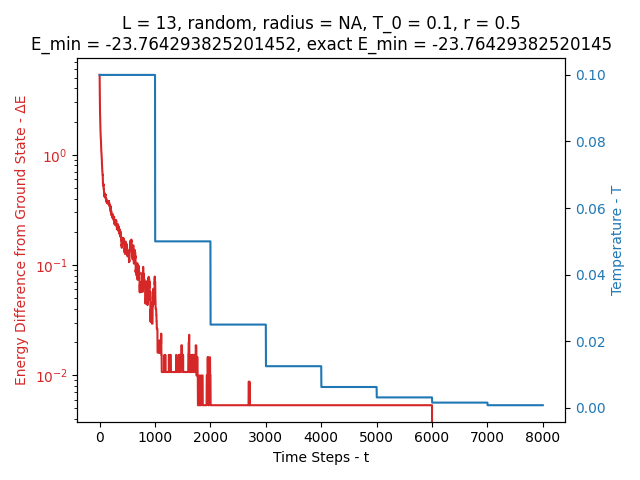 L = 13, random, radius = NA, T_0 = 0.1, r = 0.5
E_min = -23.764293825201452, exact E_min = -23.76429382520145
Energy Difference from Ground State - ΔE
10^0
10^-1
10^-2
0.10
0.08
0.06
0.04
0.02
0.00
Temperature - T
0 1000 2000 3000 4000 5000 6000 7000 8000
Time Steps - t